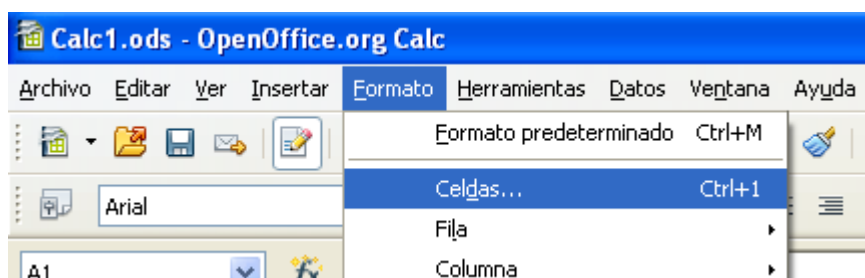 Calc1.ods - OpenOffice.org Calc
Archivo Editar Ver Insertar Formato Herramientas Datos Ventana Ayuda
Formato predeterminado Ctrl+M
Celdas... Ctrl+1
Arial
Fila
A1
Columna